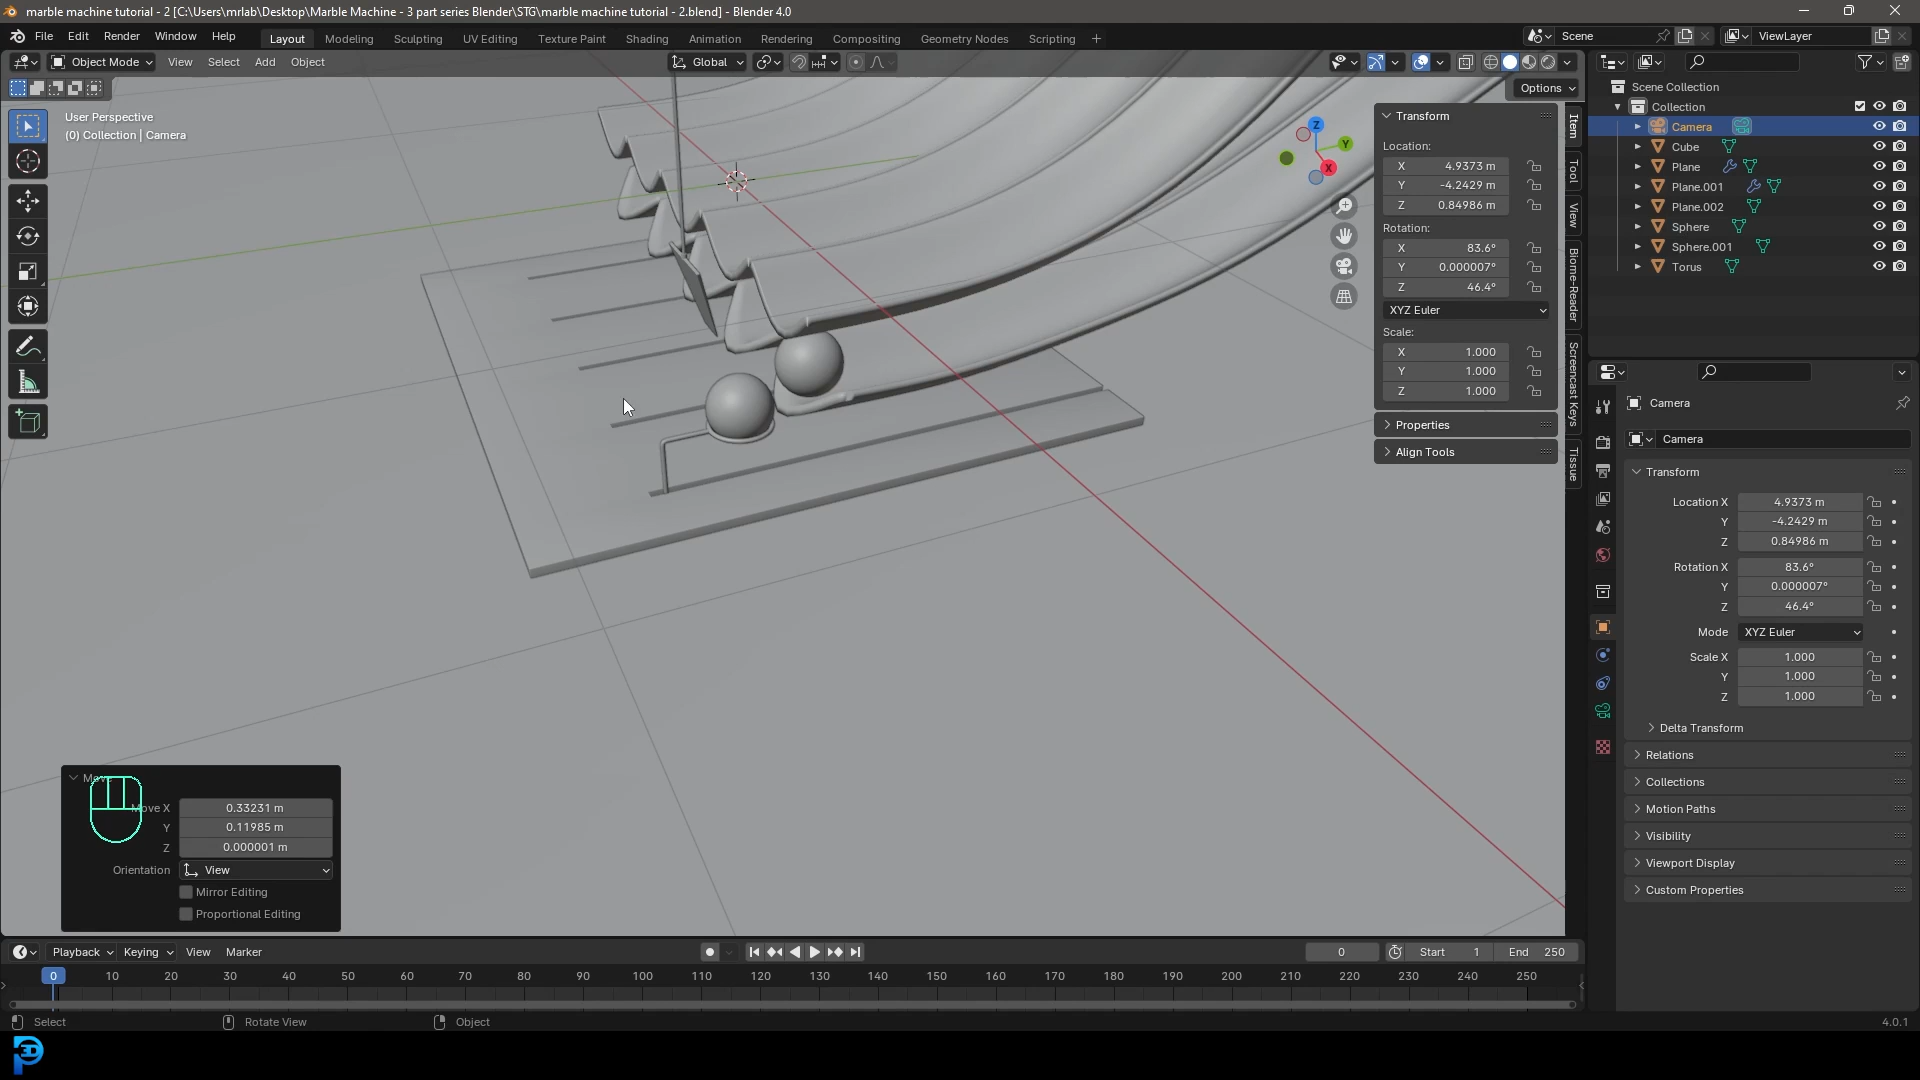 marble machine tutorial - 2 [C:\Users\mrlab\Desktop\Marble Machine - 3 part series Blender\STG\marble machine tutorial - 2.blend] - Blender 4.0
File Edit Render Window Help Layout Modeling Sculpting UV Editing Texture Paint Shading Animation Rendering Compositing Geometry Nodes Scripting + Scene ViewLayer
Object Mode View Select Add Object Global
Options
User Perspective
(0) Collection | Camera
Z
Y
X
Transform
Location:
X 4.9373 m
Y -4.2429 m
Z 0.84986 m
Rotation:
X 83.6°
Y 0.000007°
Z 46.4°
XYZ Euler
Scale:
X 1.000
Y 1.000
Z 1.000
Properties
Align Tools
Item
Tool
View
Biome-Reader
Screencast Keys
Tissue
Scene Collection
Collection
Camera
Cube
Plane
Plane.001
Plane.002
Sphere
Sphere.001
Torus
Camera
Camera
Transform
Location X 4.9373 m
Y -4.2429 m
Z 0.84986 m
Rotation X 83.6°
Y 0.000007°
Z 46.4°
Mode XYZ Euler
Scale X 1.000
Y 1.000
Z 1.000
Delta Transform
Relations
Collections
Motion Paths
Visibility
Viewport Display
Custom Properties
Move
Move X 0.33231 m
Y 0.11985 m
Z 0.000001 m
Orientation View
Mirror Editing
Proportional Editing
Playback Keying View Marker 0 Start 1 End 250
0 10 20 30 40 50 60 70 80 90 100 110 120 130 140 150 160 170 180 190 200 210 220 230 240 250
Select Rotate View Object 4.0.1